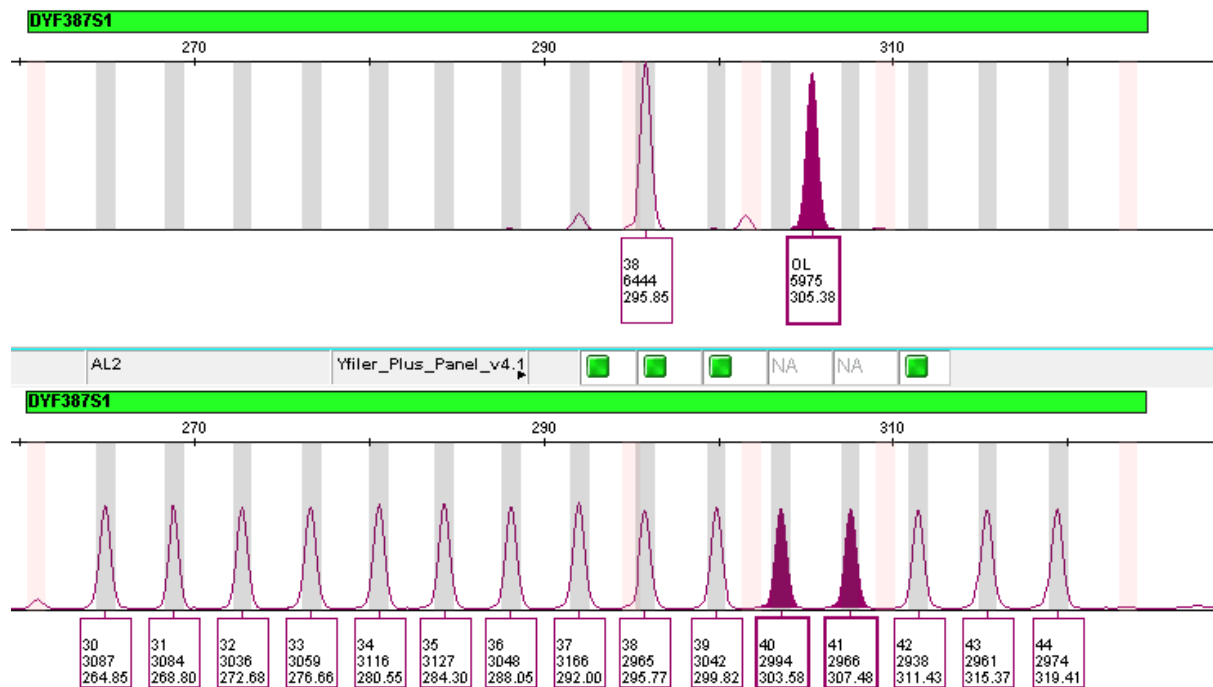 DYF387S1
270 290 310
38 OL
6444 5975
295.85 305.38
AL2 Yfiler_Plus_Panel_v4.1 NA NA
DYF387S1
270 290 310
30 31 32 33 34 35 36 37 38 39 40 41 42 43 44
3087 3084 3036 3059 3116 3127 3048 3166 2965 3042 2994 2966 2938 2961 2974
264.85 268.80 272.68 276.66 280.55 284.30 288.05 292.00 295.77 299.82 303.58 307.48 311.43 315.37 319.41